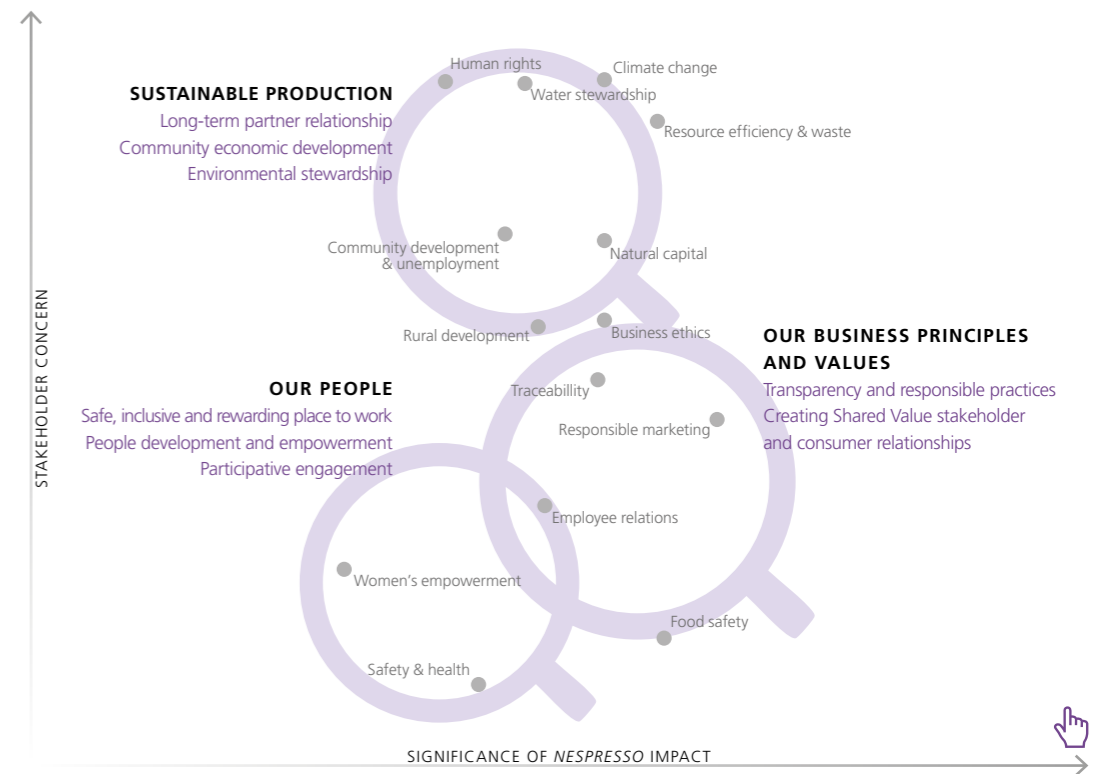 Human rights
Climate change
Water stewardship
SUSTAINABLE PRODUCTION
Long-term partner relationship
Community economic development
Environmental stewardship
Resource efficiency & waste
Community development
& unemployment
Natural capital
STAKEHOLDER CONCERN
Rural development
Business ethics
OUR BUSINESS PRINCIPLES
AND VALUES
Transparency and responsible practices
Creating Shared Value stakeholder
and consumer relationships
OUR PEOPLE
Safe, inclusive and rewarding place to work
People development and empowerment
Participative engagement
Traceabillity
Responsible marketing
Employee relations
Women’s empowerment
Food safety
Safety & health
SIGNIFICANCE OF NESPRESSO IMPACT